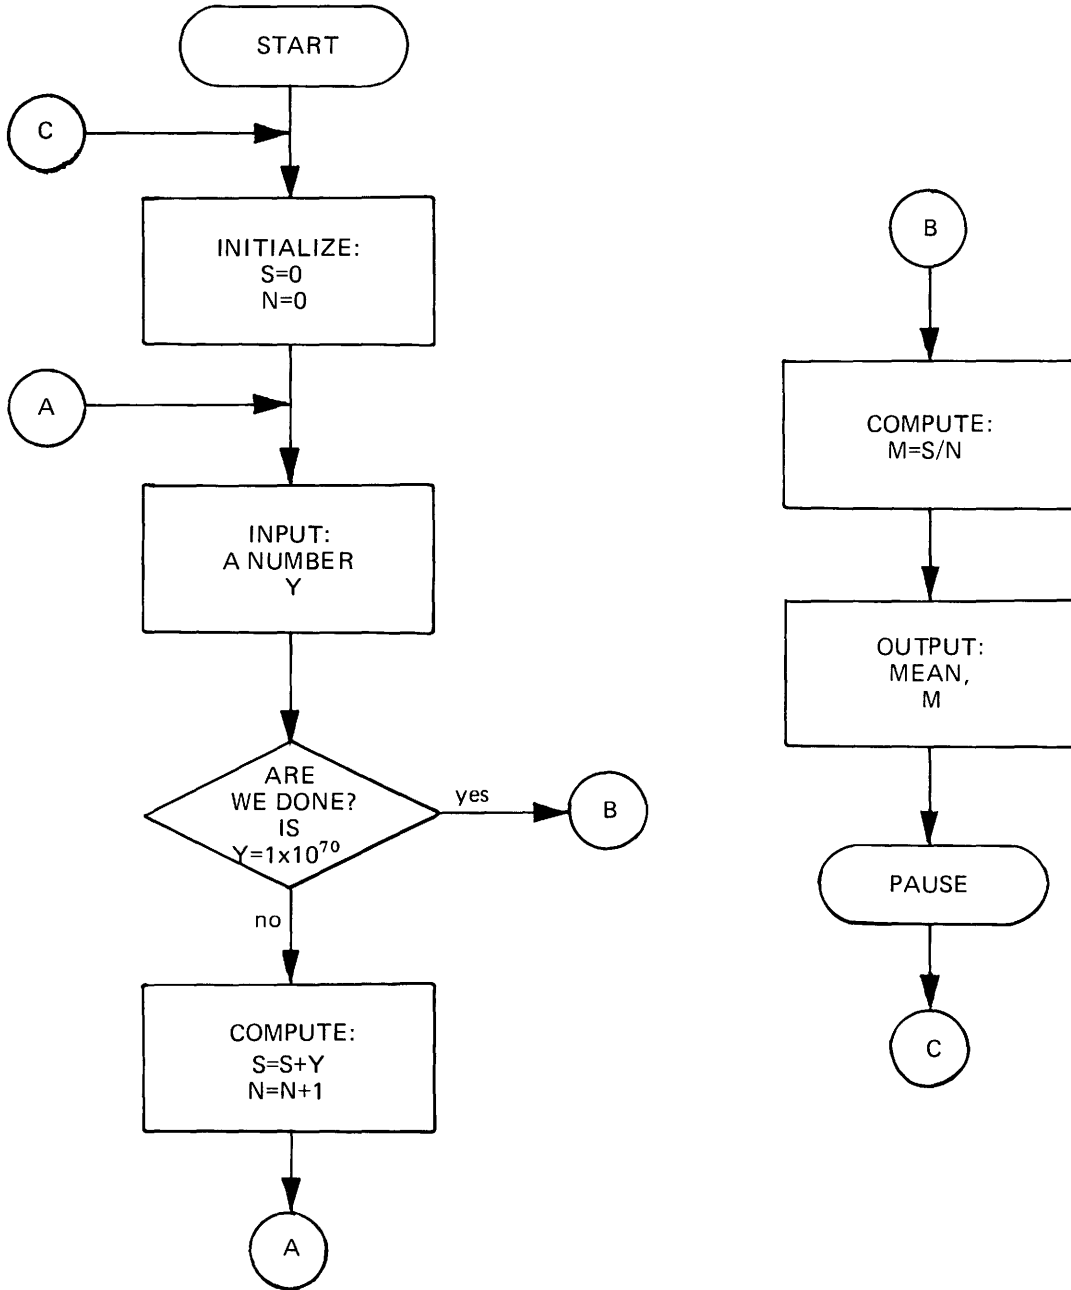 START
C
INITIALIZE:
S=0
N=0
A
INPUT:
A NUMBER
Y
ARE
WE DONE?
IS
Y=1x10⁷⁰
yes
B
no
COMPUTE:
S=S+Y
N=N+1
A
B
COMPUTE:
M=S/N
OUTPUT:
MEAN,
M
PAUSE
C